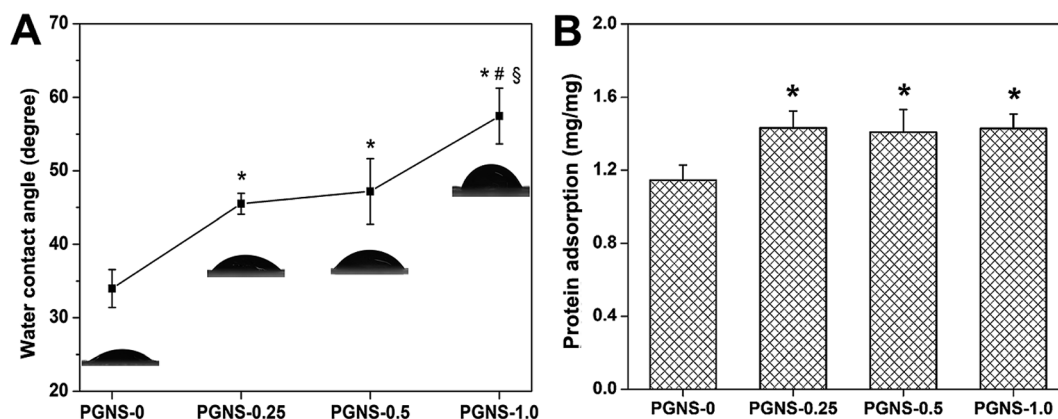 A
Water contact angle (degree)
70
60
50
40
30
20
*
*
* # §
PGNS-0 PGNS-0.25 PGNS-0.5 PGNS-1.0
B
Protein adsorption (mg/mg)
2.0
1.6
1.2
0.8
0.4
0.0
* * *
PGNS-0 PGNS-0.25 PGNS-0.5 PGNS-1.0